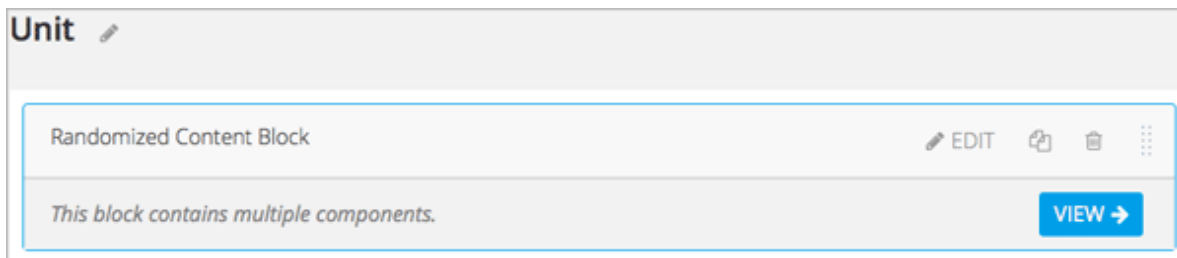 Unit
Randomized Content Block
EDIT
This block contains multiple components.
VIEW